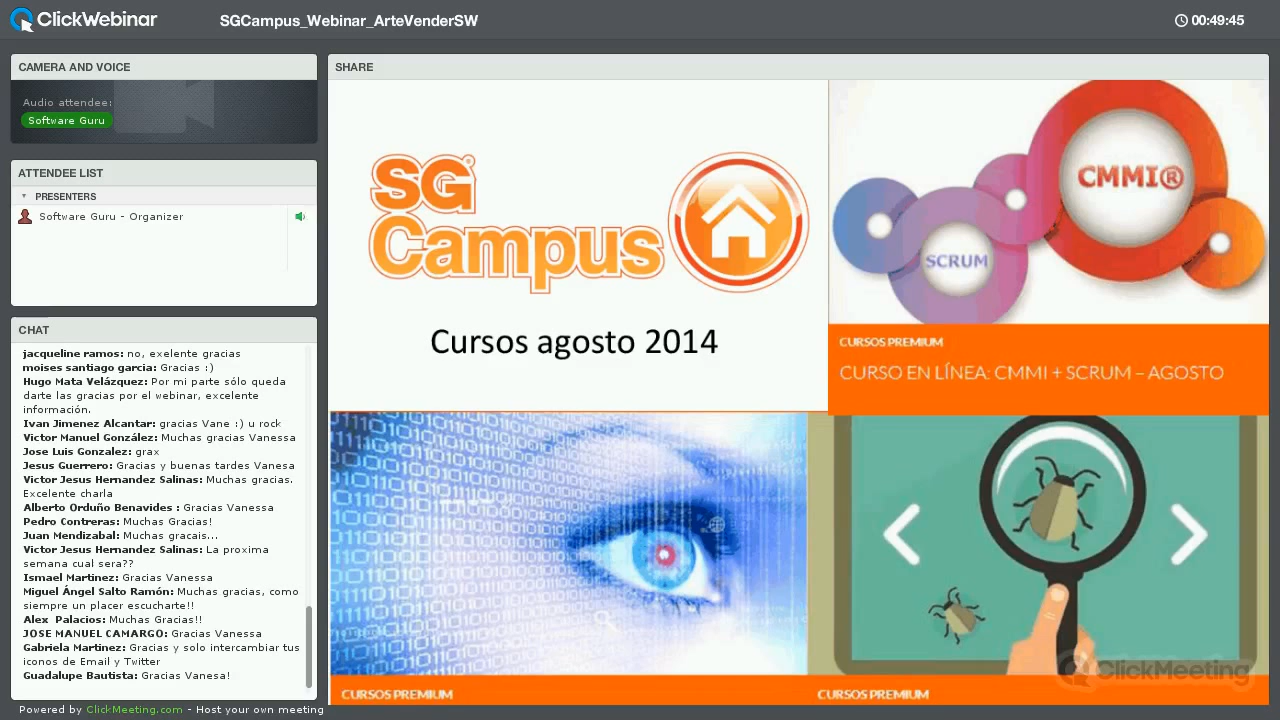 ClickWebinar
SGCampus_Webinar_ArteVenderSW
00:49:45
CAMERA AND VOICE
Audio attendee:
Software Guru
ATTENDEE LIST
PRESENTERS
Software Guru - Organizer
CHAT
jacqueline ramos: no, exelente gracias
moises santiago garcia: Gracias :)
Hugo Mata Velázquez: Por mi parte sólo queda
darte las gracias por el webinar, excelente
información.
Ivan Jimenez Alcantar: gracias Vane :) u rock
Victor Manuel González: Muchas gracias Vanessa
Jose Luis Gonzalez: grax
Jesus Guerrero: Gracias y buenas tardes Vanesa
Victor Jesus Hernandez Salinas: Muchas gracias.
Excelente charla
Alberto Orduño Benavides : Gracias Vanessa
Pedro Contreras: Muchas Gracias!
Juan Mendizabal: Muchas gracais...
Victor Jesus Hernandez Salinas: La proxima
semana cual sera??
Ismael Martinez: Gracias Vanessa
Miguel Ángel Salto Ramón: Muchas gracias, como
siempre un placer escucharte!!
Alex Palacios: Muchas Gracias!!
JOSE MANUEL CAMARGO: Gracias Vanessa
Gabriela Martinez: Gracias y solo intercambiar tus
iconos de Email y Twitter
Guadalupe Bautista: Gracias Vanesa!
Powered by ClickMeeting.com - Host your own meeting
SHARE
SG
Campus
Cursos agosto 2014
CMMI®
SCRUM
CURSOS PREMIUM
CURSO EN LÍNEA: CMMI + SCRUM – AGOSTO
CURSOS PREMIUM
CURSOS PREMIUM
ClickMeeting